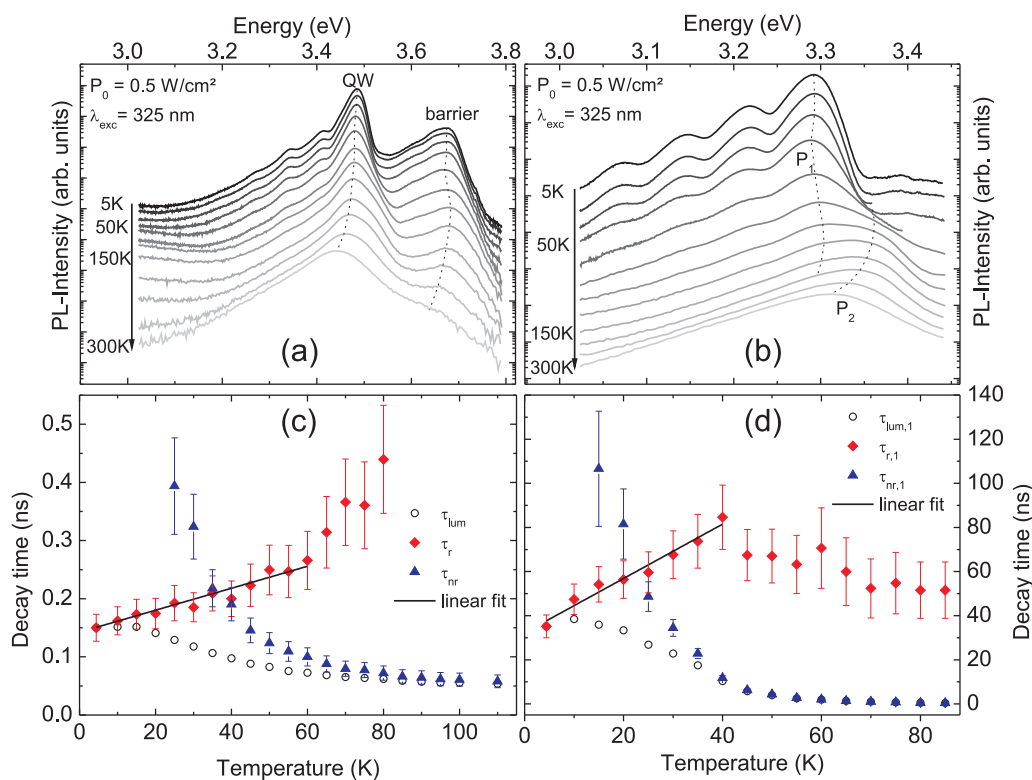 Energy (eV)
3.0 3.2 3.4 3.6 3.8
Energy (eV)
3.0 3.1 3.2 3.3 3.4
PL-Intensity (arb. units)
P₀ = 0.5 W/cm²
λexc = 325 nm
QW
barrier
5K
50K
150K
300K
(a)
P₀ = 0.5 W/cm²
λexc = 325 nm
P₁
P₂
5K
50K
150K
300K
(b)
PL-Intensity (arb. units)
Decay time (ns)
0.5
0.4
0.3
0.2
0.1
0.0
(c)
τlum
τr
τnr
linear fit
0 20 40 60 80 100
Temperature (K)
(d)
τlum,1
τr,1
τnr,1
linear fit
140
120
100
80
60
40
20
0
Decay time (ns)
0 20 40 60 80
Temperature (K)